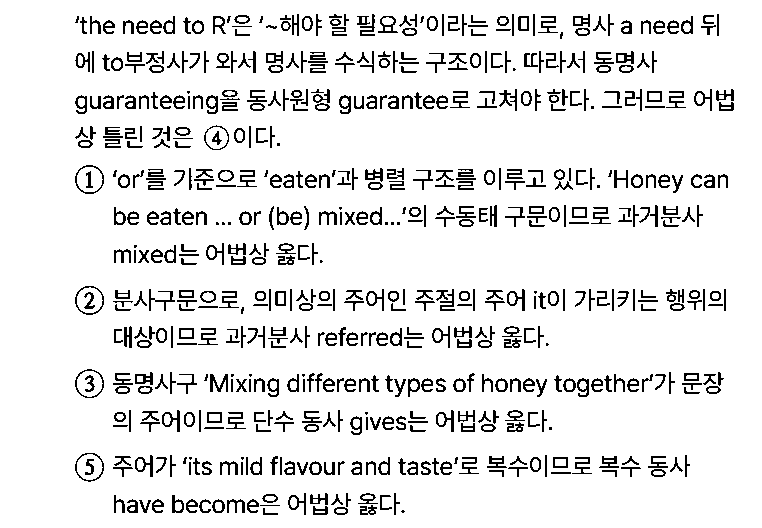 ‘the need to R’은 ‘~해야 할 필요성’이라는 의미로, 명사 a need 뒤
에 to부정사가 와서 명사를 수식하는 구조이다. 따라서 동명사
guaranteeing을 동사원형 guarantee로 고쳐야 한다. 그러므로 어법
상 틀린 것은 ④이다.
① ‘or’를 기준으로 ‘eaten’과 병렬 구조를 이루고 있다. ‘Honey can
be eaten ... or (be) mixed...’의 수동태 구문이므로 과거분사
mixed는 어법상 옳다.
② 분사구문으로, 의미상의 주어인 주절의 주어 it이 가리키는 행위의
대상이므로 과거분사 referred는 어법상 옳다.
③ 동명사구 ‘Mixing different types of honey together’가 문장
의 주어이므로 단수 동사 gives는 어법상 옳다.
⑤ 주어가 ‘its mild flavour and taste’로 복수이므로 복수 동사
have become은 어법상 옳다.